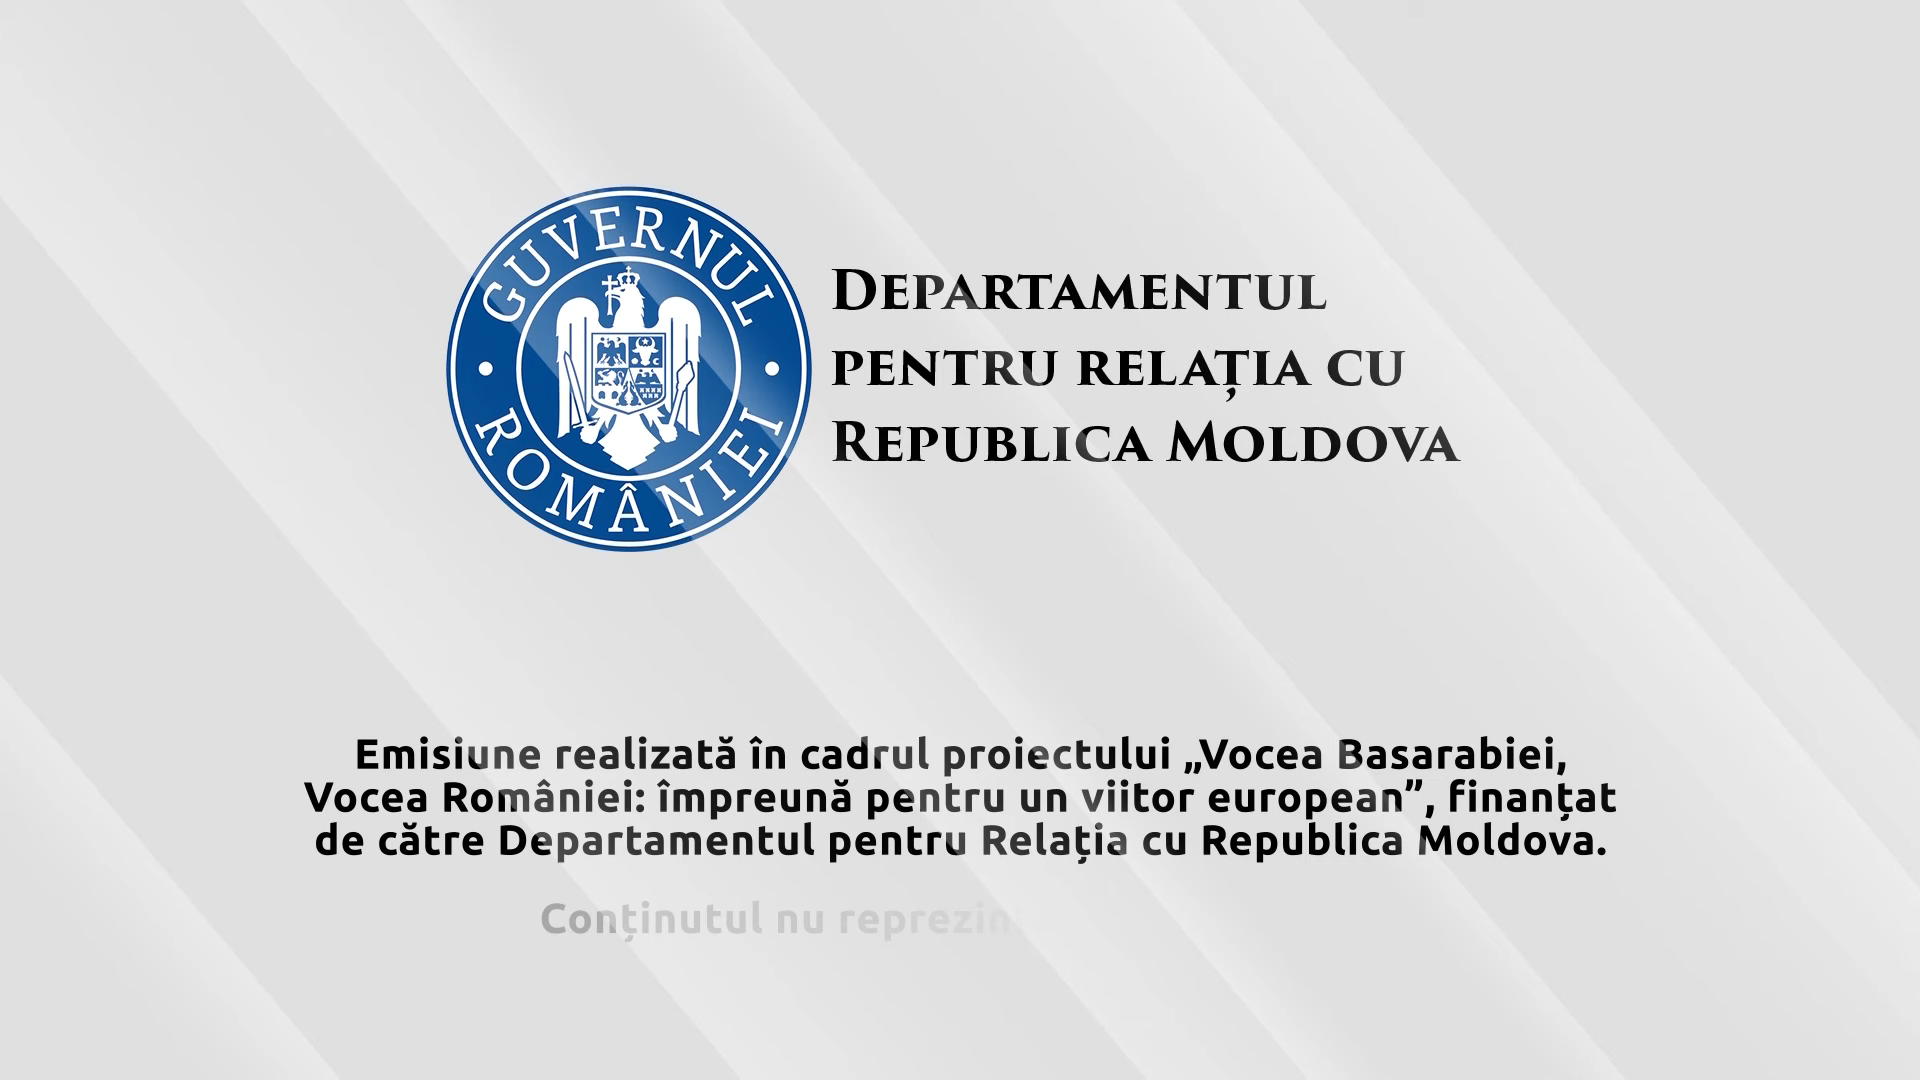 GUVERNUL
ROMÂNIEI
DEPARTAMENTUL
PENTRU RELAȚIA CU
REPUBLICA MOLDOVA
Emisiune realizată în cadrul proiectului „Vocea Basarabiei,
Vocea României: împreună pentru un viitor european”, finanțat
de către Departamentul pentru Relația cu Republica Moldova.
Conținutul nu